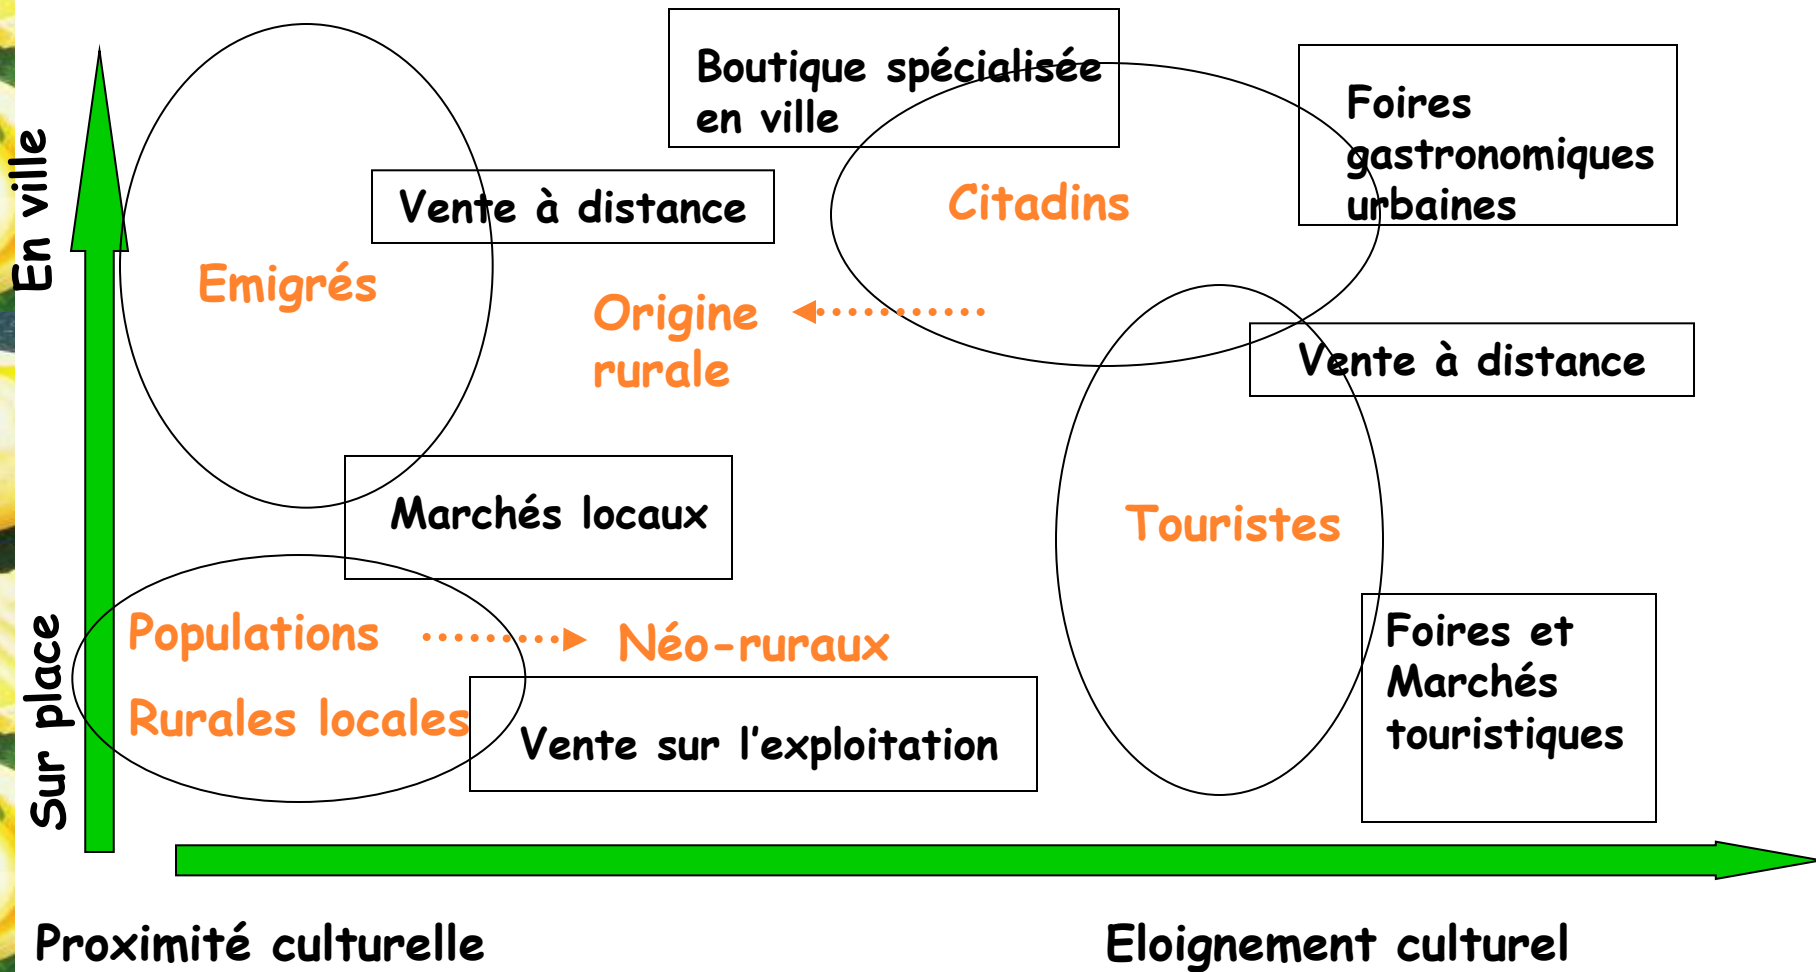 Boutique spécialisée
en ville
Foires
gastronomiques
urbaines
En ville
Vente à distance
Citadins
Emigrés
Origine
rurale
Vente à distance
Marchés locaux
Touristes
Sur place
Populations
Rurales locales
Néo-ruraux
Foires et
Marchés
touristiques
Vente sur l'exploitation
Proximité culturelle
Eloignement culturel